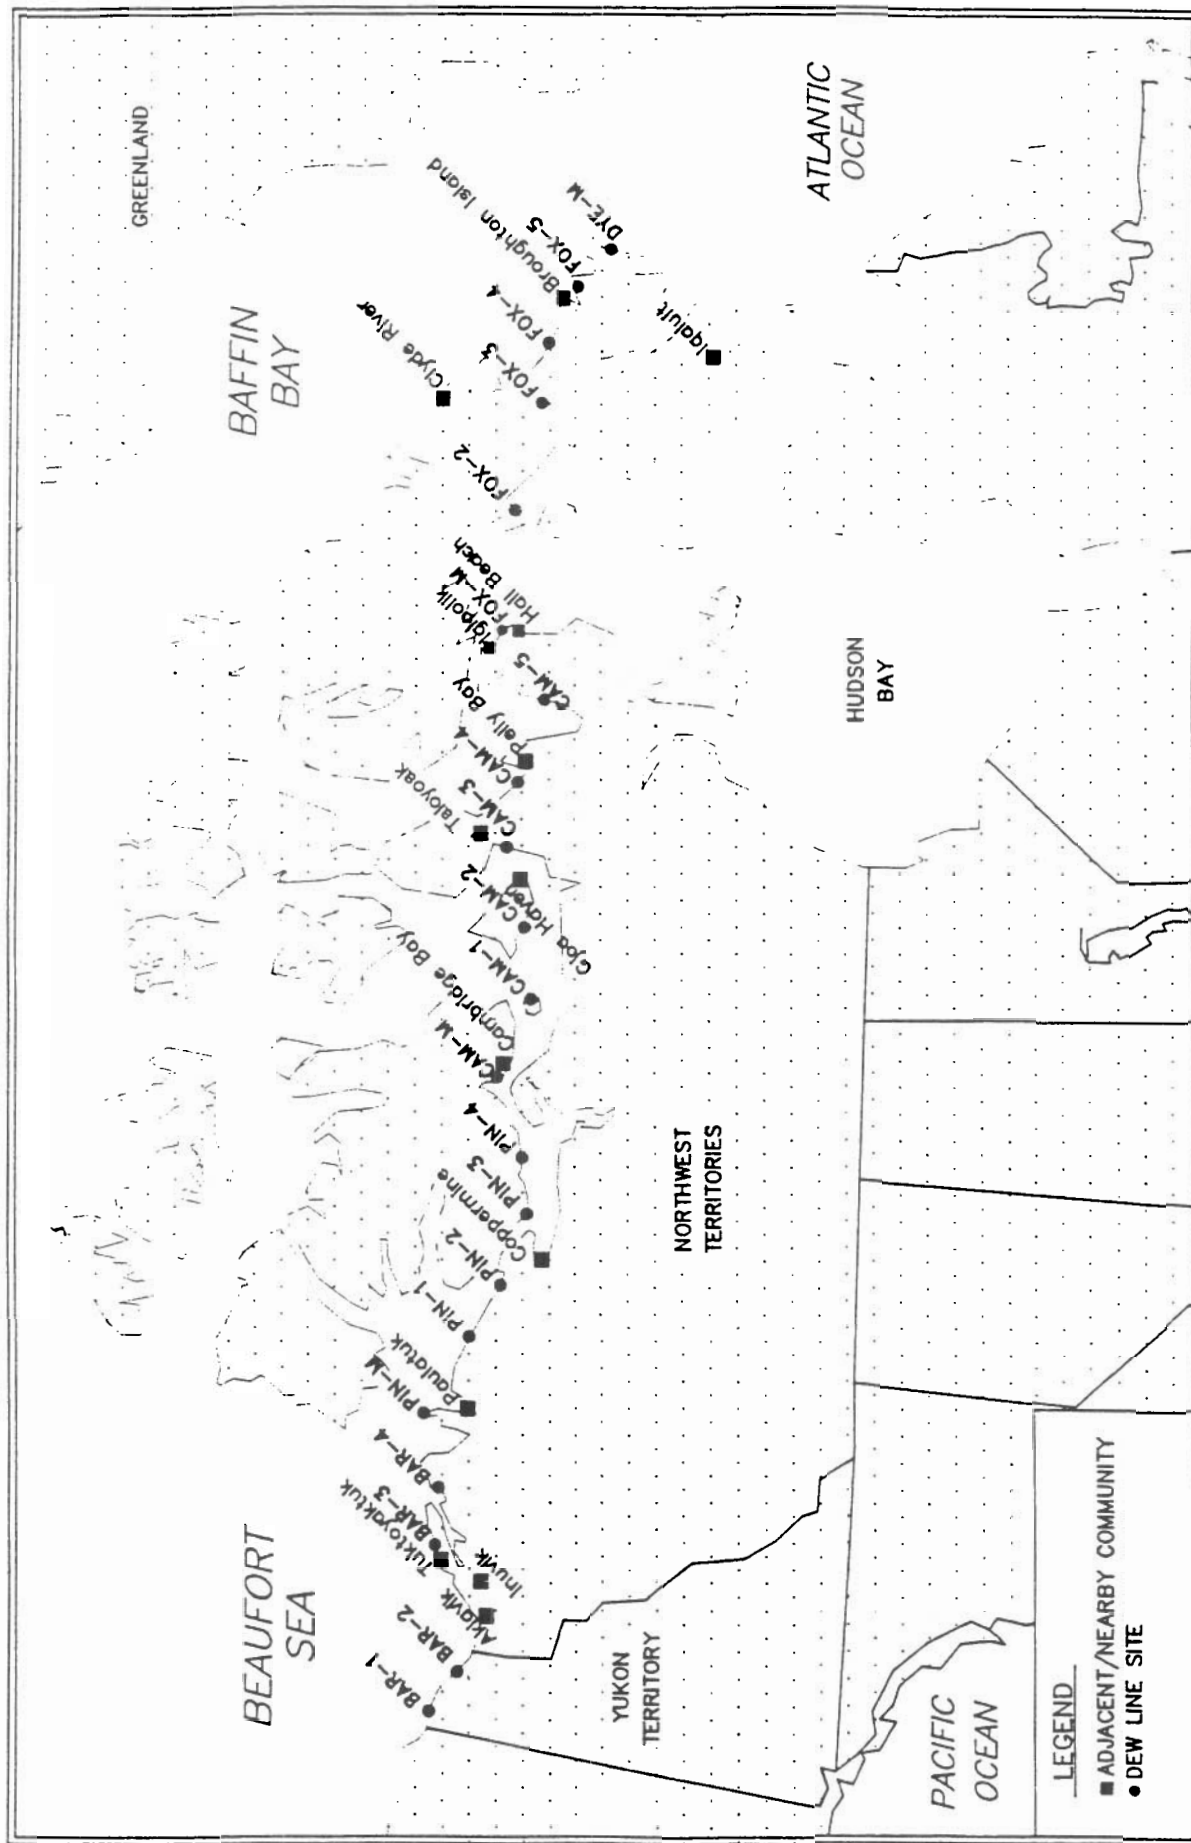 GREENLAND
BAFFIN
BAY
ATLANTIC
OCEAN
BEAUFORT
SEA
BAR-1
BAR-2
Aklavik
Inuvik
Tuktoyaktuk
BAR-3
BAR-4
PIN-M
Paulatuk
PIN-1
PIN-2
Coppermine
PIN-3
PIN-4
CAM-M
Cambridge Bay
CAM-1
CAM-2
Gjoa Haven
CAM-3
Taloyoak
CAM-4
Pelly Bay
CAM-5
FOX-M
Hall Beach
FOX-2
Clyde River
FOX-3
FOX-4
Broughton Island
FOX-5
DYE-M
HUDSON
BAY
NORTHWEST
TERRITORIES
YUKON
TERRITORY
PACIFIC
OCEAN
LEGEND
■ ADJACENT/NEARBY COMMUNITY
● DEW LINE SITE